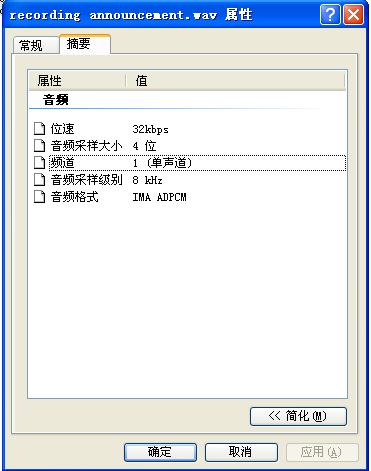 recording announcement.wav 属性
常规 摘要
属性 值
音频
位速 32kbps
音频采样大小 4 位
频道 1 (单声道)
音频采样级别 8 kHz
音频格式 IMA ADPCM
<< 简化(M)
确定 取消 应用(A)